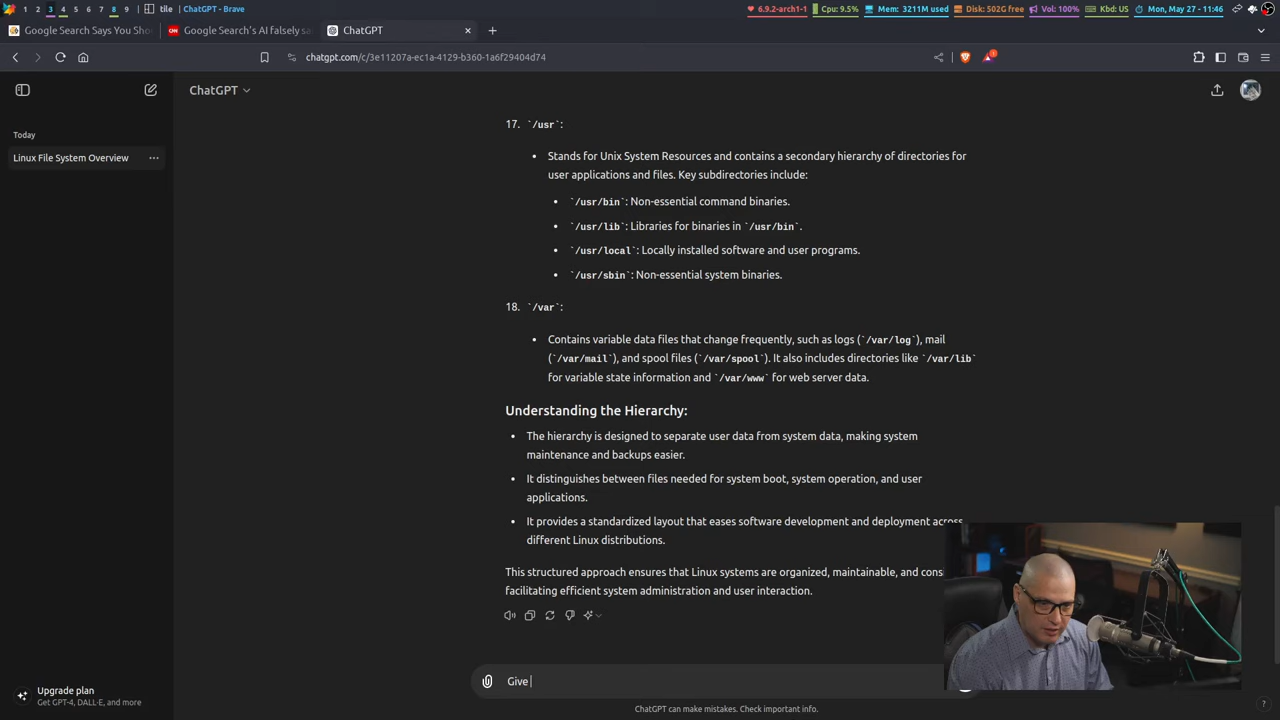 1 2 3 4 5 6 7 8 9 tile ChatGPT - Brave 6.9.2-arch1-1 Cpu: 9.5% Mem: 3211M used Disk: 502G free Vol: 100% Kbd: US Mon, May 27 - 11:46
Google Search Says You Sho Google Search's AI falsely sa ChatGPT
chatgpt.com/c/3e11207a-ec1a-4129-b360-1a6f29404d74 1
ChatGPT
Today
Linux File System Overview
17. `/usr`:
• Stands for Unix System Resources and contains a secondary hierarchy of directories for
user applications and files. Key subdirectories include:
• `/usr/bin`: Non-essential command binaries.
• `/usr/lib`: Libraries for binaries in `/usr/bin`.
• `/usr/local`: Locally installed software and user programs.
• `/usr/sbin`: Non-essential system binaries.
18. `/var`:
• Contains variable data files that change frequently, such as logs (`/var/log`), mail
(`/var/mail`), and spool files (`/var/spool`). It also includes directories like `/var/lib`
for variable state information and `/var/www` for web server data.
Understanding the Hierarchy:
• The hierarchy is designed to separate user data from system data, making system
maintenance and backups easier.
• It distinguishes between files needed for system boot, system operation, and user
applications.
• It provides a standardized layout that eases software development and deployment across
different Linux distributions.
This structured approach ensures that Linux systems are organized, maintainable, and cons
facilitating efficient system administration and user interaction.
Give
Upgrade plan
Get GPT-4, DALL·E, and more
ChatGPT can make mistakes. Check important info.
?